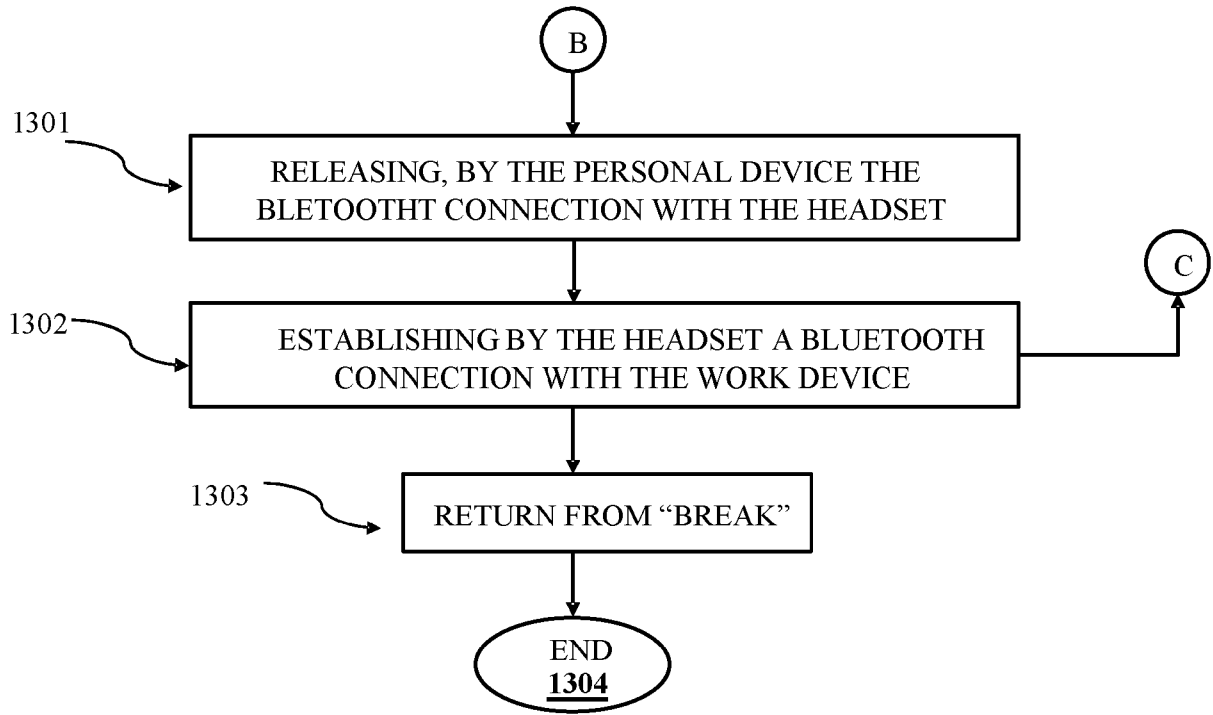 B
1301
RELEASING, BY THE PERSONAL DEVICE THE
BLETOOTHT CONNECTION WITH THE HEADSET
C
1302
ESTABLISHING BY THE HEADSET A BLUETOOTH
CONNECTION WITH THE WORK DEVICE
1303
RETURN FROM “BREAK”
END
1304